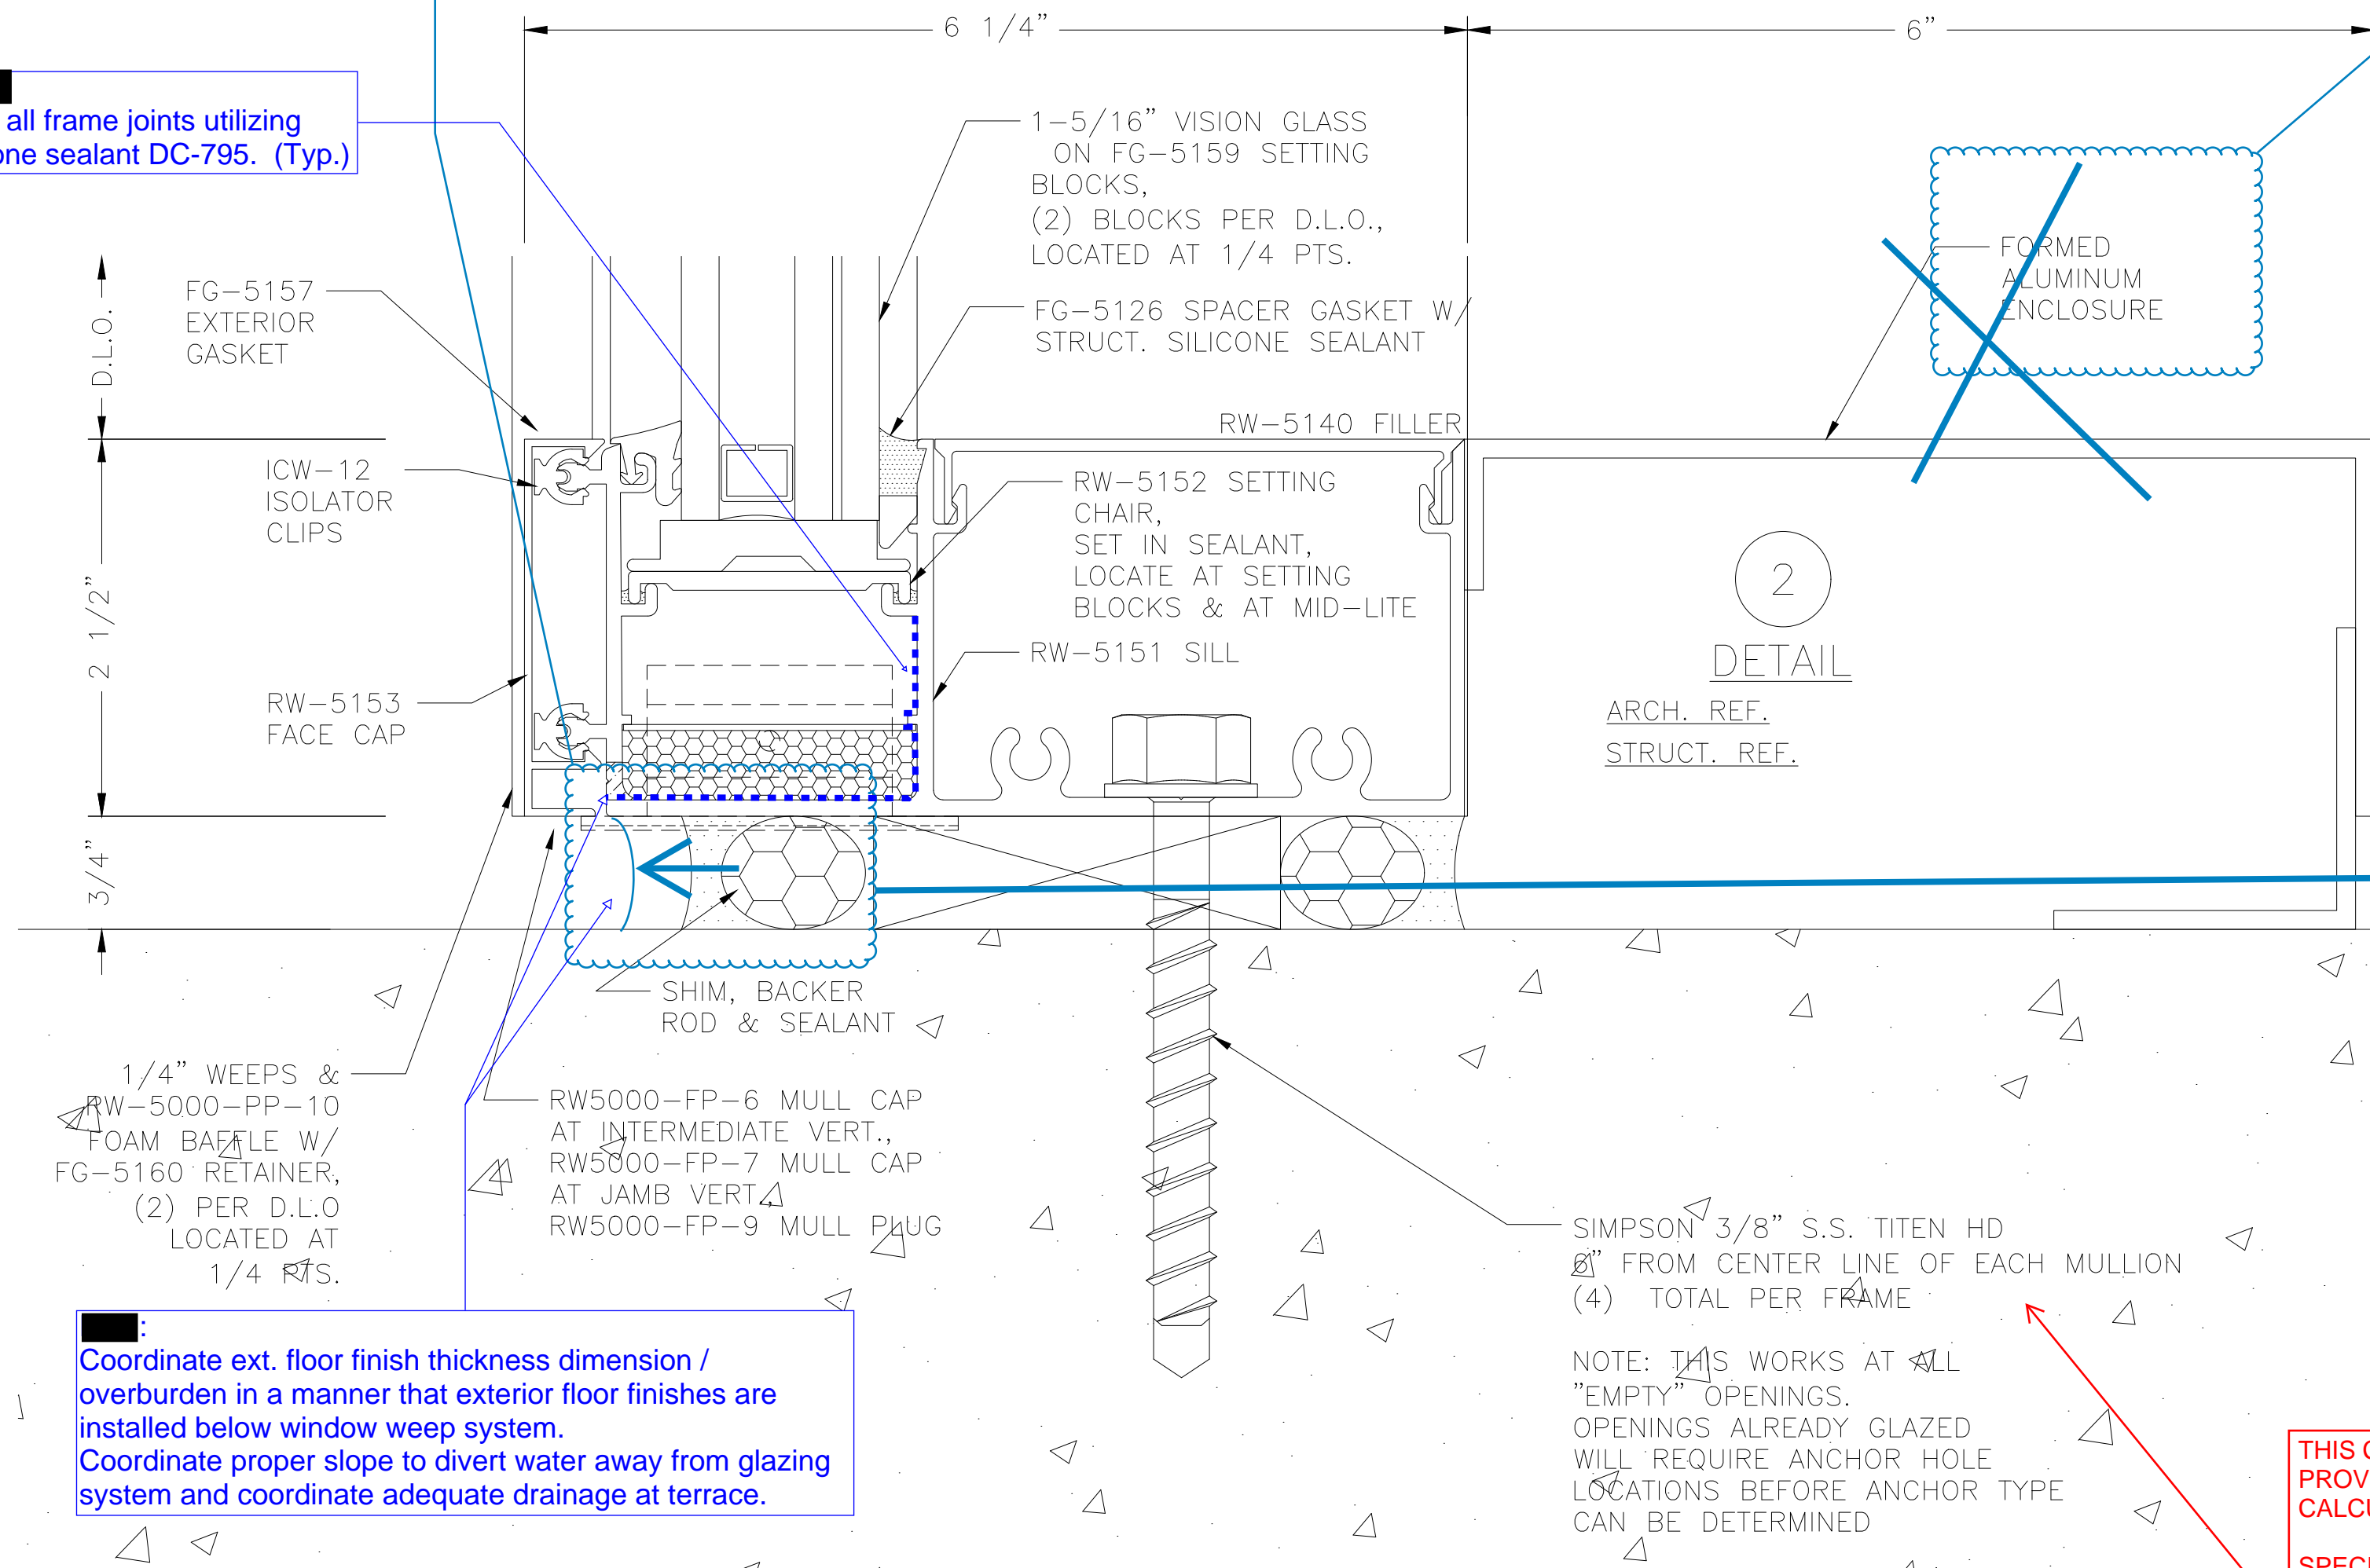 6 1/4"
6"
all frame joints utilizing
one sealant DC-795.  (Typ.)
1-5/16" VISION GLASS
ON FG-5159 SETTING
BLOCKS,
(2) BLOCKS PER D.L.O.,
LOCATED AT 1/4 PTS.
FORMED
ALUMINUM
ENCLOSURE
FG-5157
EXTERIOR
GASKET
D.L.O.
FG-5126 SPACER GASKET W/
STRUCT. SILICONE SEALANT
RW-5140 FILLER
ICW-12
ISOLATOR
CLIPS
RW-5152 SETTING
CHAIR,
SET IN SEALANT,
LOCATE AT SETTING
BLOCKS & AT MID-LITE
2 1/2"
2
DETAIL
ARCH. REF.
STRUCT. REF.
RW-5151 SILL
RW-5153
FACE CAP
3/4"
SHIM, BACKER
ROD & SEALANT
1/4" WEEPS &
RW-5000-PP-10
FOAM BAFFLE W/
FG-5160 RETAINER,
(2) PER D.L.O
LOCATED AT
1/4 PTS.
RW5000-FP-6 MULL CAP
AT INTERMEDIATE VERT.,
RW5000-FP-7 MULL CAP
AT JAMB VERT.,
RW5000-FP-9 MULL PLUG
SIMPSON 3/8" S.S. TITEN HD
6" FROM CENTER LINE OF EACH MULLION
(4)  TOTAL PER FRAME
NOTE: THIS WORKS AT ALL
"EMPTY" OPENINGS.
OPENINGS ALREADY GLAZED
WILL REQUIRE ANCHOR HOLE
LOCATIONS BEFORE ANCHOR TYPE
CAN BE DETERMINED
:
Coordinate ext. floor finish thickness dimension /
overburden in a manner that exterior floor finishes are
installed below window weep system.
Coordinate proper slope to divert water away from glazing
system and coordinate adequate drainage at terrace.
THIS
PROV
CALCU